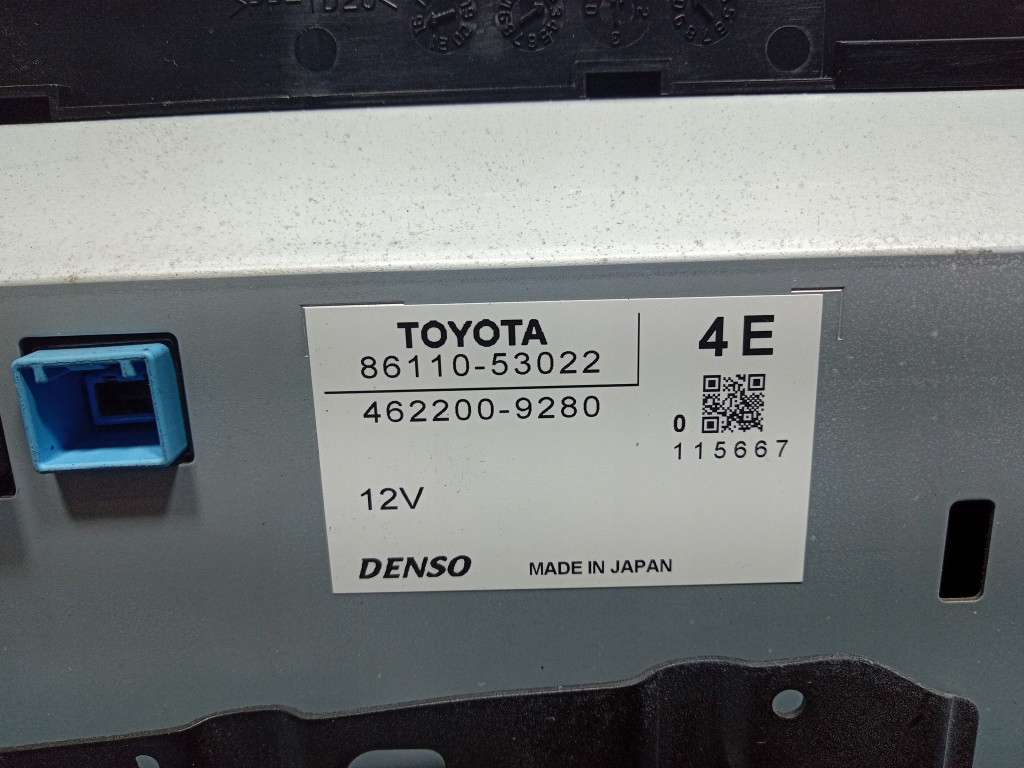 TOYOTA
86110-53022
462200-9280
12V
DENSO
MADE IN JAPAN
4E
0
115667